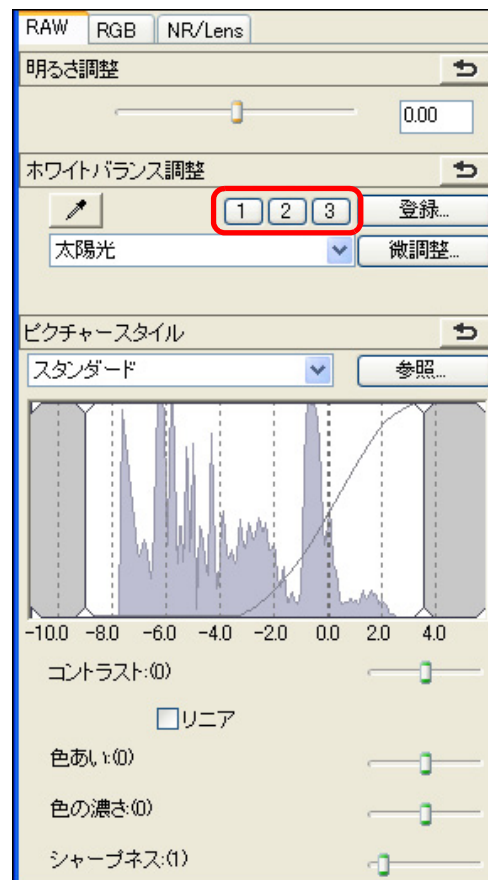 RAW RGB NR/Lens
明るさ調整
0.00
ホワイトバランス調整
1 2 3 登録...
太陽光 微調整...
ピクチャースタイル
スタンダード 参照...
-10.0 -8.0 -6.0 -4.0 -2.0 0.0 2.0 4.0
コントラスト:(0)
リニア
色あい:(0)
色の濃さ:(0)
シャープネス:(1)